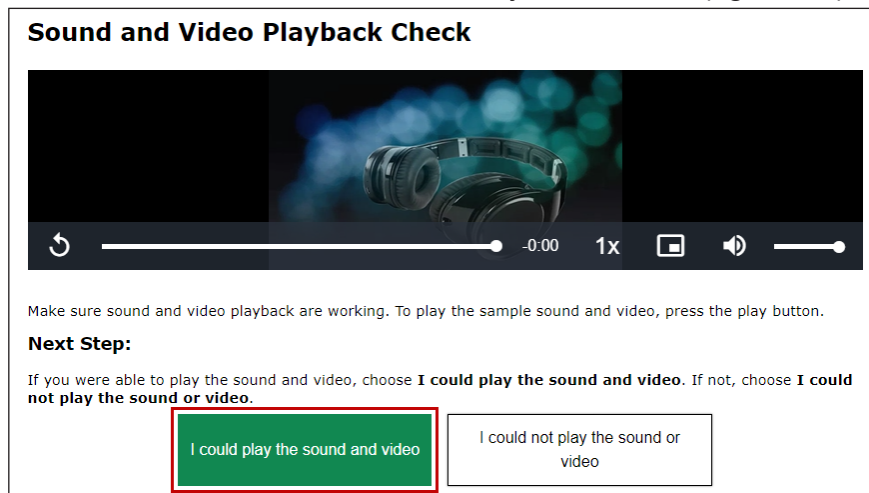 Sound and Video Playback Check
-0:00 1x
Make sure sound and video playback are working. To play the sample sound and video, press the play button.
Next Step:
If you were able to play the sound and video, choose I could play the sound and video. If not, choose I could
not play the sound or video.
I could play the sound and video
I could not play the sound or
video